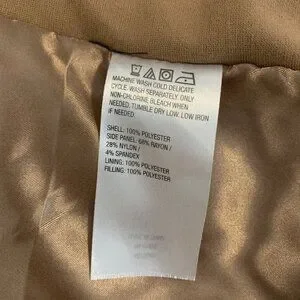 MACHINE WASH COLD DELICATE
CYCLE. WASH SEPARATELY. ONLY
NON-CHLORINE BLEACH WHEN
NEEDED. TUMBLE DRY LOW. LOW IRON
IF NEEDED.
SHELL: 100% POLYESTER
SIDE PANEL: 68% RAYON /
28% NYLON /
4% SPANDEX
LINING: 100% POLYESTER
FILLING: 100% POLYESTER